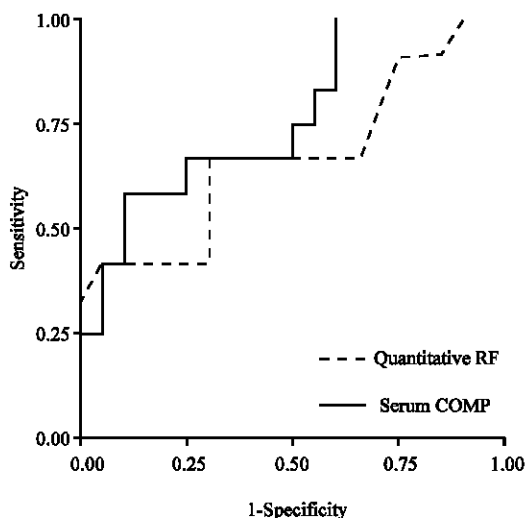 1.00
0.75
Sensitivity
0.50
0.25
Quantitative RF
Serum COMP
0.00
0.00 0.25 0.50 0.75 1.00
1-Specificity